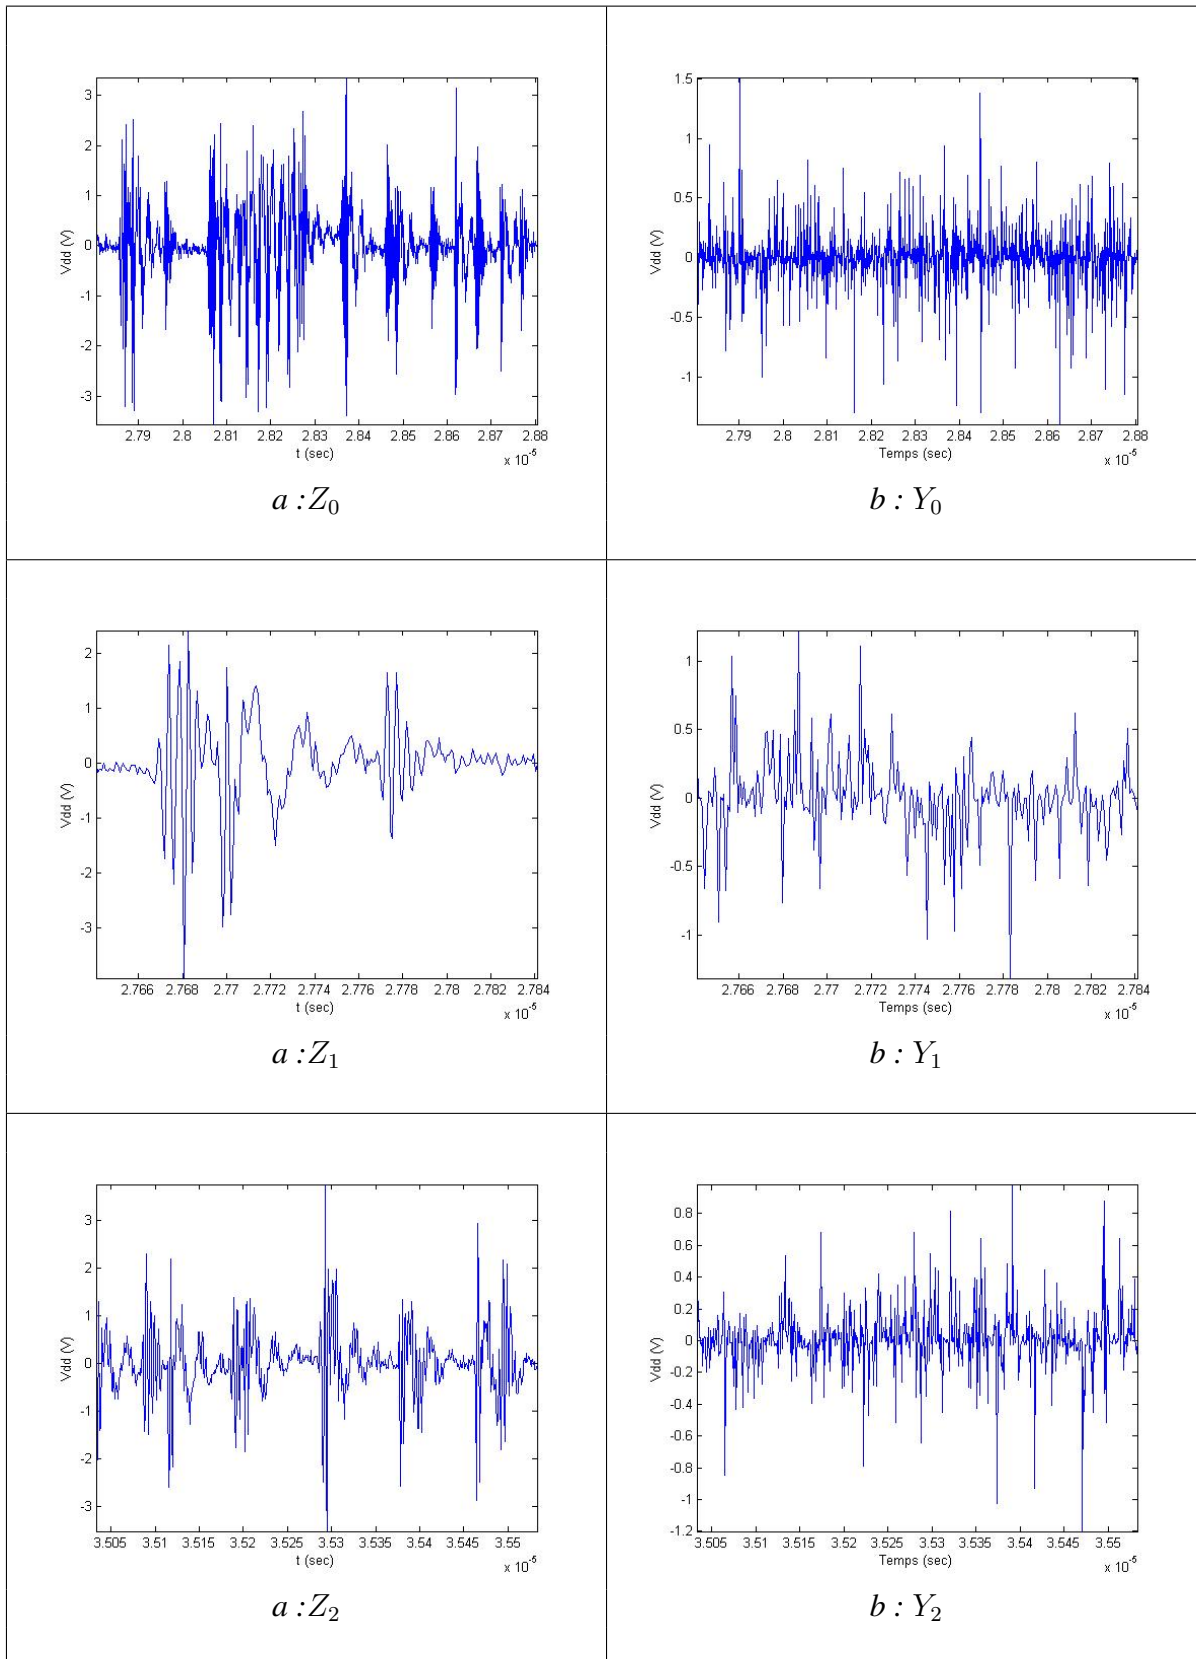 3
2
1
0
-1
-2
-3
Vdd (V)
2.79 2.8 2.81 2.82 2.83 2.84 2.85 2.86 2.87 2.88
t (sec)
x 10^-5
a : Z_0
1.5
1
0.5
0
-0.5
-1
Vdd (V)
2.79 2.8 2.81 2.82 2.83 2.84 2.85 2.86 2.87 2.88
Temps (sec)
x 10^-5
b : Y_0
2
1
0
-1
-2
-3
Vdd (V)
2.766 2.768 2.77 2.772 2.774 2.776 2.778 2.78 2.782 2.784
t (sec)
x 10^-5
a : Z_1
1
0.5
0
-0.5
-1
Vdd (V)
2.766 2.768 2.77 2.772 2.774 2.776 2.778 2.78 2.782 2.784
Temps (sec)
x 10^-5
b : Y_1
3
2
1
0
-1
-2
-3
Vdd (V)
3.505 3.51 3.515 3.52 3.525 3.53 3.535 3.54 3.545 3.55
t (sec)
x 10^-5
a : Z_2
0.8
0.6
0.4
0.2
0
-0.2
-0.4
-0.6
-0.8
-1
-1.2
Vdd (V)
3.505 3.51 3.515 3.52 3.525 3.53 3.535 3.54 3.545 3.55
Temps (sec)
x 10^-5
b : Y_2